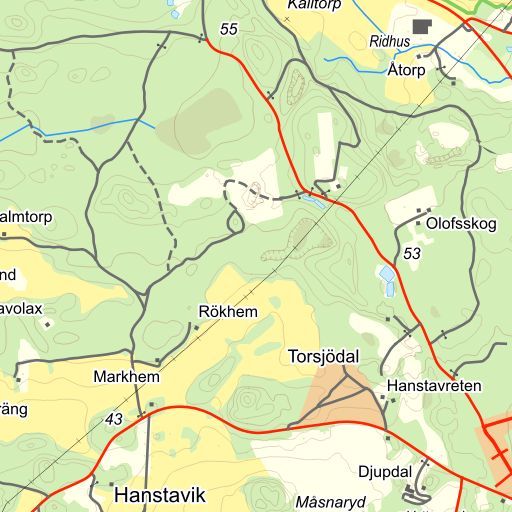 Källtorp
55
Ridhus
Åtorp
almtorp
Olofsskog
53
nd
avolax
Rökhem
Torsjödal
Markhem
Hanstavreten
äng
43
Djupdal
Hanstavik
Måsnaryd